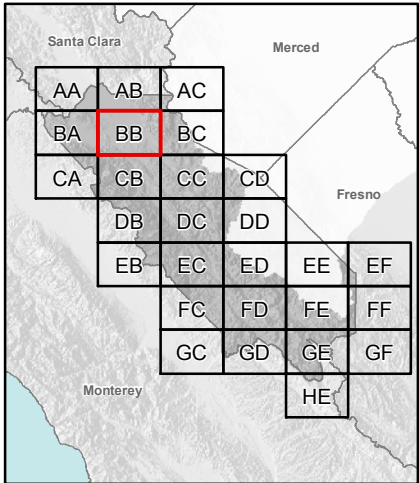 Santa Clara
Merced
AA AB AC
BA BB BC
CA CB CC CD
Fresno
DB DC DD
EB EC ED EE EF
FC FD FE FF
GC GD GE GF
Monterey
HE